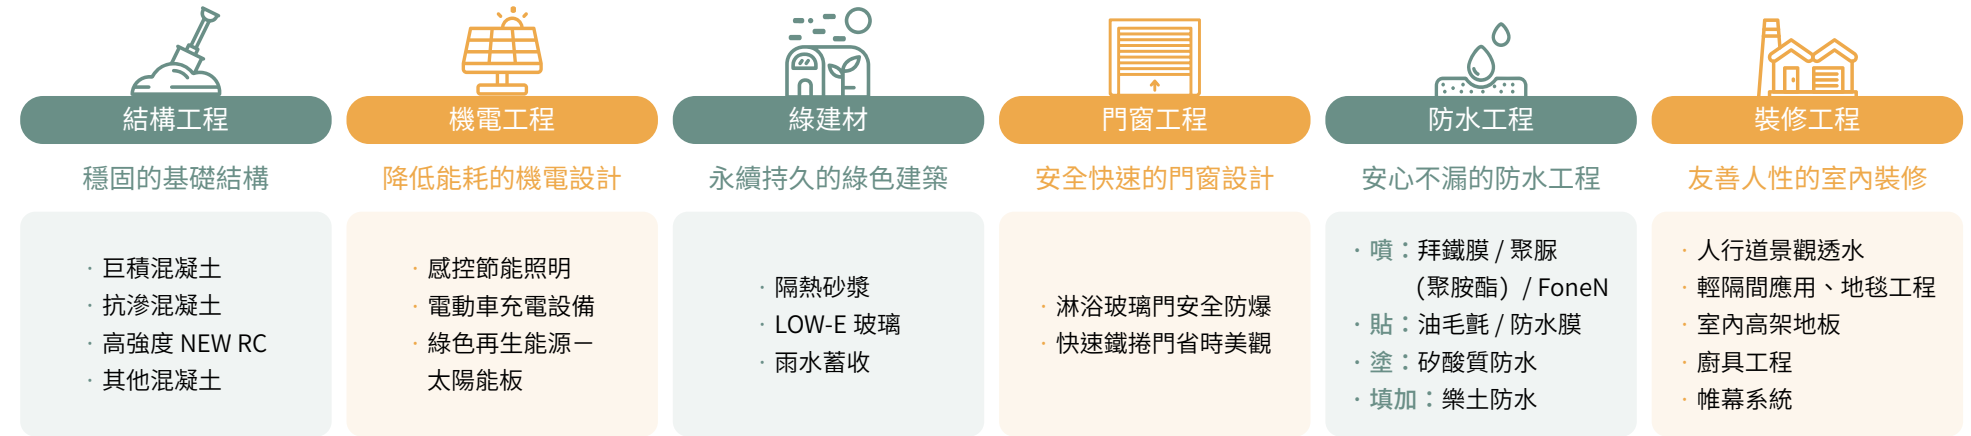 結構工程
穩固的基礎結構
· 巨積混凝土
· 抗滲混凝土
· 高強度 NEW RC
· 其他混凝土
機電工程
降低能耗的機電設計
· 感控節能照明
· 電動車充電設備
· 綠色再生能源－
太陽能板
綠建材
永續持久的綠色建築
· 隔熱砂漿
· LOW-E 玻璃
· 雨水蓄收
門窗工程
安全快速的門窗設計
· 淋浴玻璃門安全防爆
· 快速鐵捲門省時美觀
防水工程
安心不漏的防水工程
· 噴：拜鐵膜 / 聚脲
（聚胺酯）/ FoneN
· 貼：油毛氈 / 防水膜
· 塗：矽酸質防水
· 填加：樂土防水
裝修工程
友善人性的室內裝修
· 人行道景觀透水
· 輕隔間應用、地毯工程
· 室內高架地板
· 廚具工程
· 帷幕系統